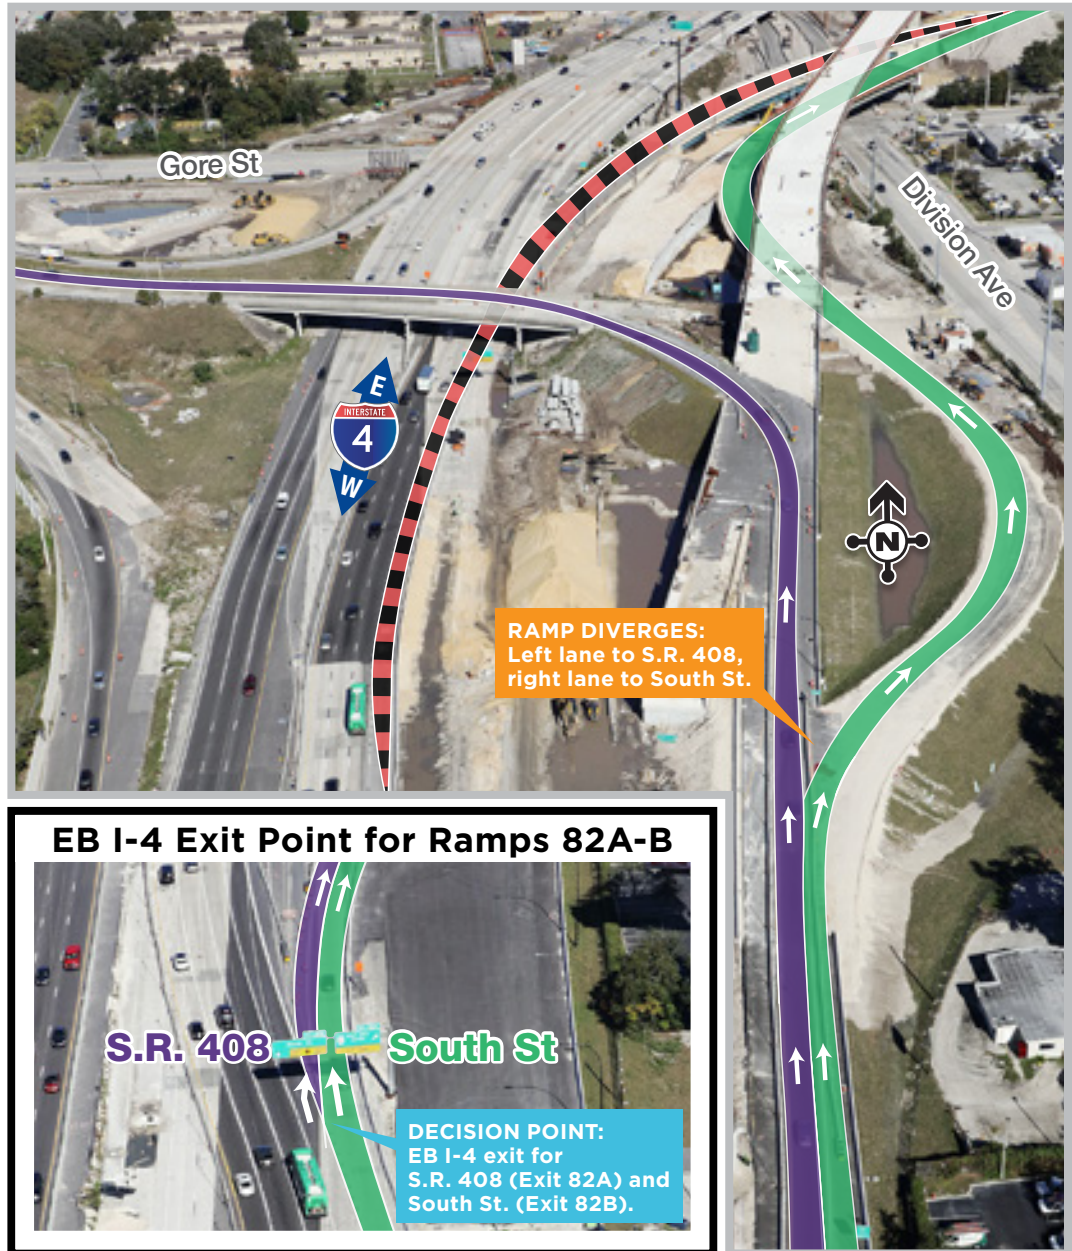 Gore St
Division Ave
E
INTERSTATE
4
W
N
RAMP DIVERGES:
Left lane to S.R. 408,
right lane to South St.
EB I-4 Exit Point for Ramps 82A-B
S.R. 408
South St
DECISION POINT:
EB I-4 exit for
S.R. 408 (Exit 82A) and
South St. (Exit 82B).